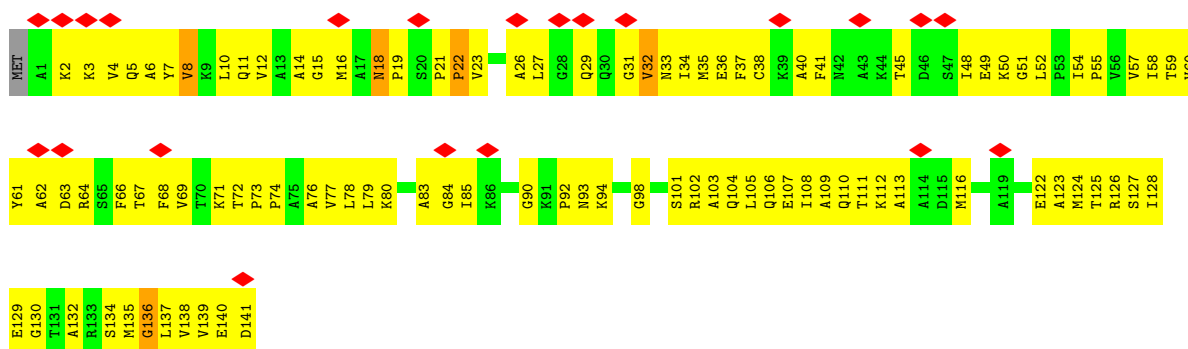 MET A1 K2 K3 V4 Q5 A6 Y7 V8 K9 L10 Q11 V12 A13 A14 G15 M16 A17 N18 P19 S20 P21 P22 V23 A26 L27 G28 Q29 Q30 G31 V32 N33 I34 M35 E36 F37 C38 K39 A40 F41 N42 A43 K44 T45 D46 S47 I48 E49 K50 G51 L52 P53 I54 P55 V56 V57 I58 T59
Y61 A62 D63 R64 S65 F66 T67 F68 V69 T70 K71 T72 P73 P74 A75 A76 V77 L78 L79 K80 A83 G84 I85 K86 G90 K91 P92 N93 K94 G98 S101 R102 A103 Q104 L105 Q106 E107 I108 A109 Q110 T111 K112 A113 A114 D115 M116 A119 E122 A123 M124 T125 R126 S127 I128
E129 G130 T131 A132 R133 S134 M135 G136 L137 V138 V139 E140 D141